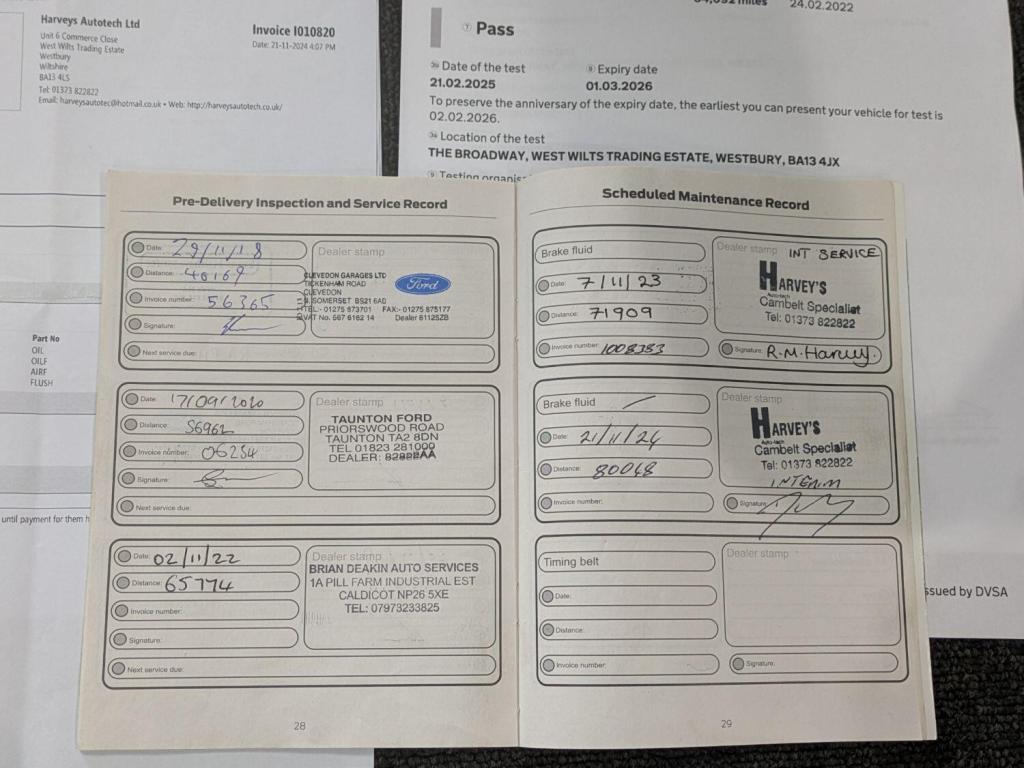 Harveys Autotech Ltd
Unit 6 Commerce Close
West Wilts Trading Estate
Westbury
Wiltshire
BA13 4LS
Tel: 01373 822822
Email: harveysautotec@hotmail.co.uk • Web: http://harveysautotech.co.uk/
Invoice I010820
Date: 21-11-2024 4:07 PM
Part No
OIL
OILF
AIRF
FLUSH
until payment for them h
miles
24.02.2022
Pass
Date of the test
21.02.2025
Expiry date
01.03.2026
To preserve the anniversary of the expiry date, the earliest you can present your vehicle for test is
02.02.2026.
Location of the test
THE BROADWAY, WEST WILTS TRADING ESTATE, WESTBURY, BA13 4JX
Testing organis
ssued by DVSA
Pre-Delivery Inspection and Service Record
Date: 29/11/18
Distance: 40169
Invoice number: 56365
Signature:
Next service due:
Dealer stamp
CLEVEDON GARAGES LTD
TICKENHAM ROAD
CLEVEDON
SOMERSET BS21 6AD
TEL:- 01275 873701 FAX:- 01275 875177
VAT No. 567 6162 14 Dealer 81125ZB
Ford
Date: 17/09/2020
Distance: 56962
Invoice number: 06254
Signature:
Next service due:
Dealer stamp
TAUNTON FORD
PRIORSWOOD ROAD
TAUNTON TA2 8DN
TEL 01823 281000
DEALER:
Date: 02/11/22
Distance: 65774
Invoice number:
Signature:
Next service due:
Dealer stamp
BRIAN DEAKIN AUTO SERVICES
1A PILL FARM INDUSTRIAL EST
CALDICOT NP26 5XE
TEL: 07973233825
28
Scheduled Maintenance Record
Brake fluid
Date: 7/11/23
Distance: 71909
Invoice number: 1008383
Dealer stamp INT SERVICE
HARVEY'S
Auto-tech
Cambelt Specialist
Tel: 01373 822822
Signature: R.M.Harvey.
Brake fluid
Date: 21/11/24
Distance: 80048
Invoice number:
Dealer stamp
HARVEY'S
Auto-tech
Cambelt Specialist
Tel: 01373 822822
INTERIM
Signature:
Timing belt
Date:
Distance:
Invoice number:
Dealer stamp
Signature:
29